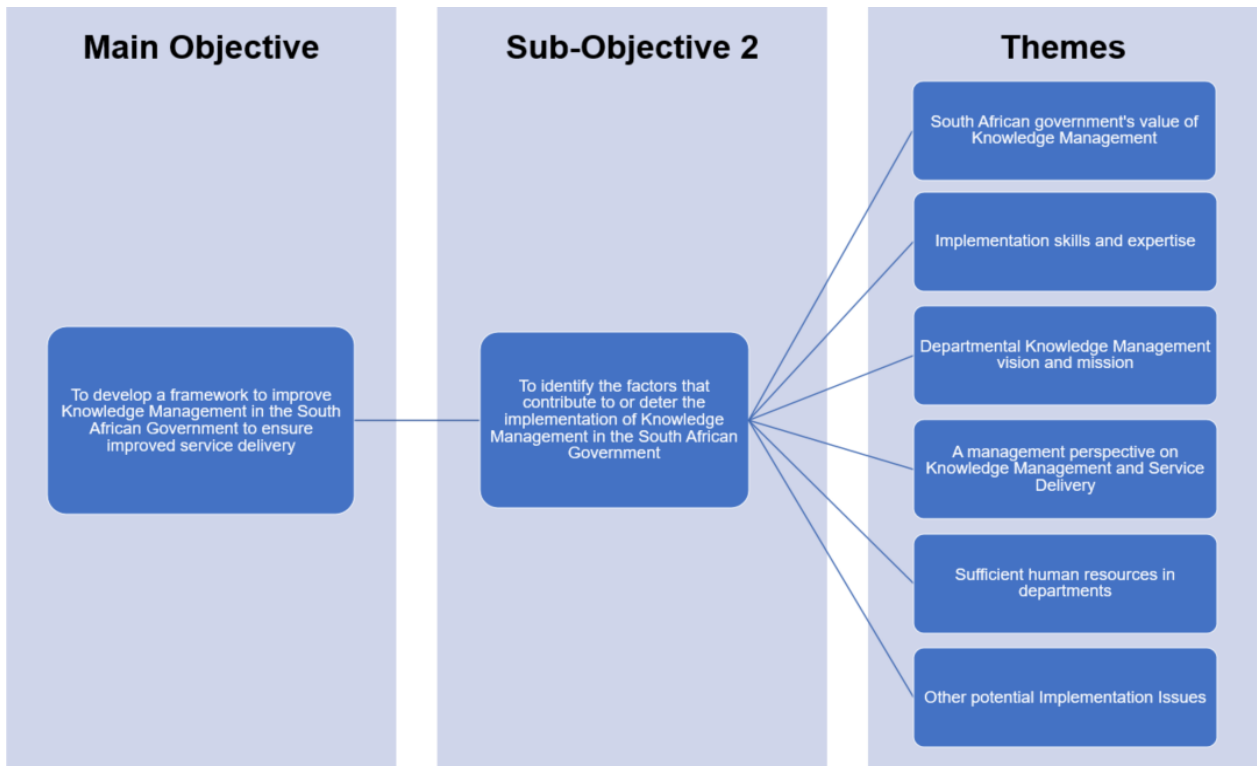 Main Objective
Sub-Objective 2
Themes
To develop a framework to improve
Knowledge Management in the South
African Government to ensure
improved service delivery
To identify the factors that
contribute to or deter the
implementation of Knowledge
Management in the South African
Government
South African government's value of
Knowledge Management
Implementation skills and expertise
Departmental Knowledge Management
vision and mission
A management perspective on
Knowledge Management and Service
Delivery
Sufficient human resources in
departments
Other potential Implementation Issues